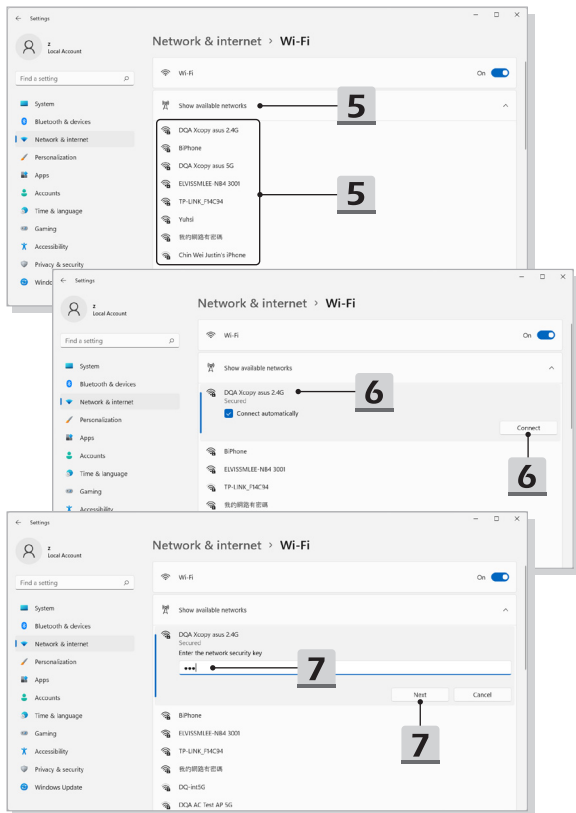 Settings
z
Local Account
Find a setting
System
Bluetooth & devices
Network & internet
Personalization
Apps
Accounts
Time & language
Gaming
Accessibility
Privacy & security
Network & internet > Wi-Fi
Wi-Fi
On
Show available networks
5
DQA Xcopy asus 2.4G
BiPhone
DQA Xcopy asus 5G
ELVISSMLEE-NB4 3001
TP-LINK_F14C94
Yuhsi
我的網路有密碼
Chin Wei Justin's iPhone
5
Settings
z
Local Account
Find a setting
System
Bluetooth & devices
Network & internet
Personalization
Apps
Accounts
Time & language
Gaming
Accessibility
Network & internet > Wi-Fi
Wi-Fi
On
Show available networks
DQA Xcopy asus 2.4G
6
Secured
Connect automatically
Connect
6
BiPhone
ELVISSMLEE-NB4 3001
TP-LINK_F14C94
我的網路有密碼
Settings
z
Local Account
Find a setting
System
Bluetooth & devices
Network & internet
Personalization
Apps
Accounts
Time & language
Gaming
Accessibility
Privacy & security
Windows Update
Network & internet > Wi-Fi
Wi-Fi
On
Show available networks
DQA Xcopy asus 2.4G
Secured
Enter the network security key
•••
7
Next
Cancel
7
BiPhone
ELVISSMLEE-NB4 3001
TP-LINK_F14C94
我的網路有密碼
DQ-int5G
DQA AC Test AP 5G